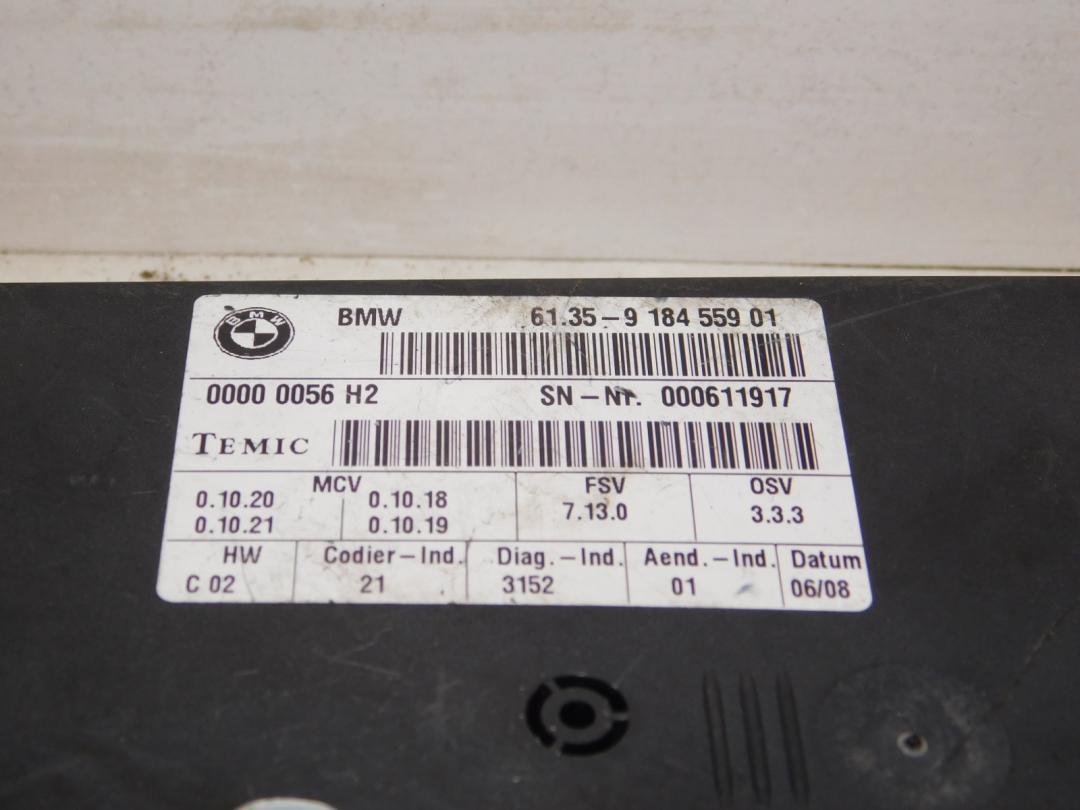 BMW BMW 61.35-9 184 559 01
0000 0056 H2 SN-Nr. 000611917
TEMIC
MCV FSV OSV
0.10.20 0.10.18 7.13.0 3.3.3
0.10.21 0.10.19
HW Codier-Ind. Diag.-Ind. Aend.-Ind. Datum
C 02 21 3152 01 06/08